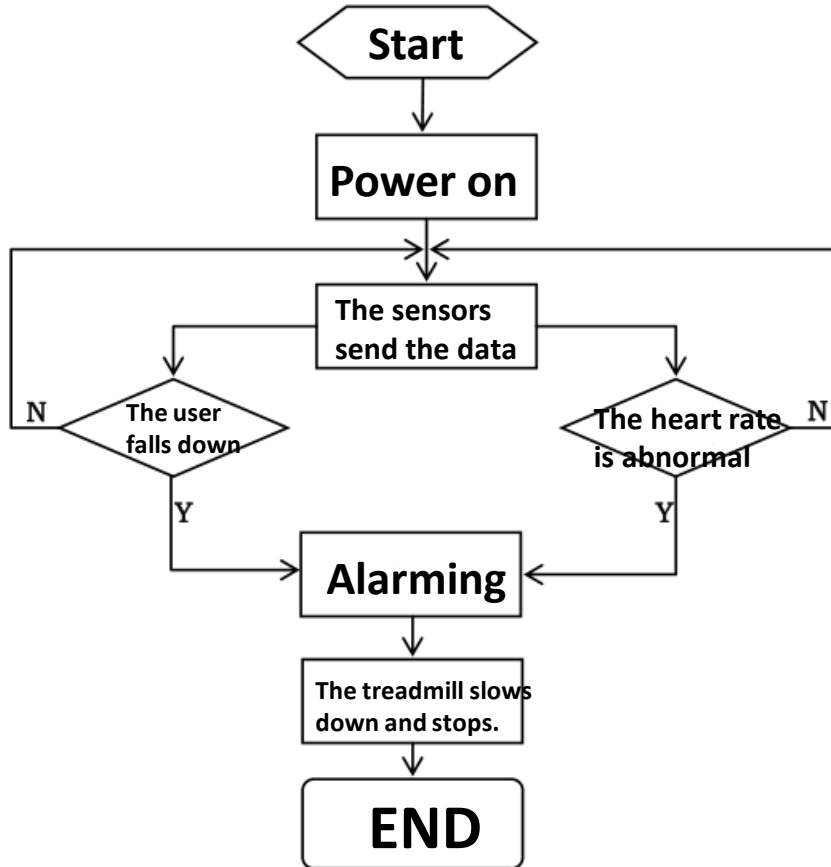 Start
Power on
The sensors
send the data
N
The user
falls down
The heart rate
is abnormal
N
Y
Y
Alarming
The treadmill slows
down and stops.
END